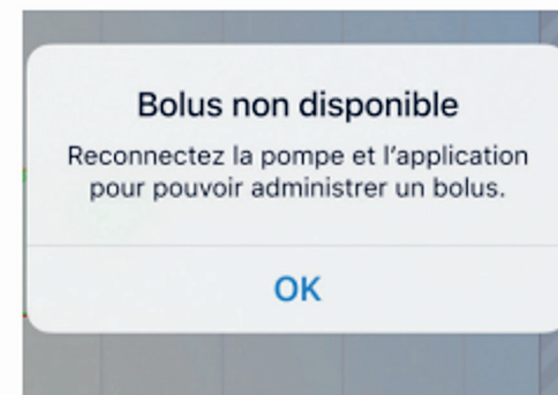 Bolus non disponible
Reconnectez la pompe et l'application
pour pouvoir administrer un bolus.
OK